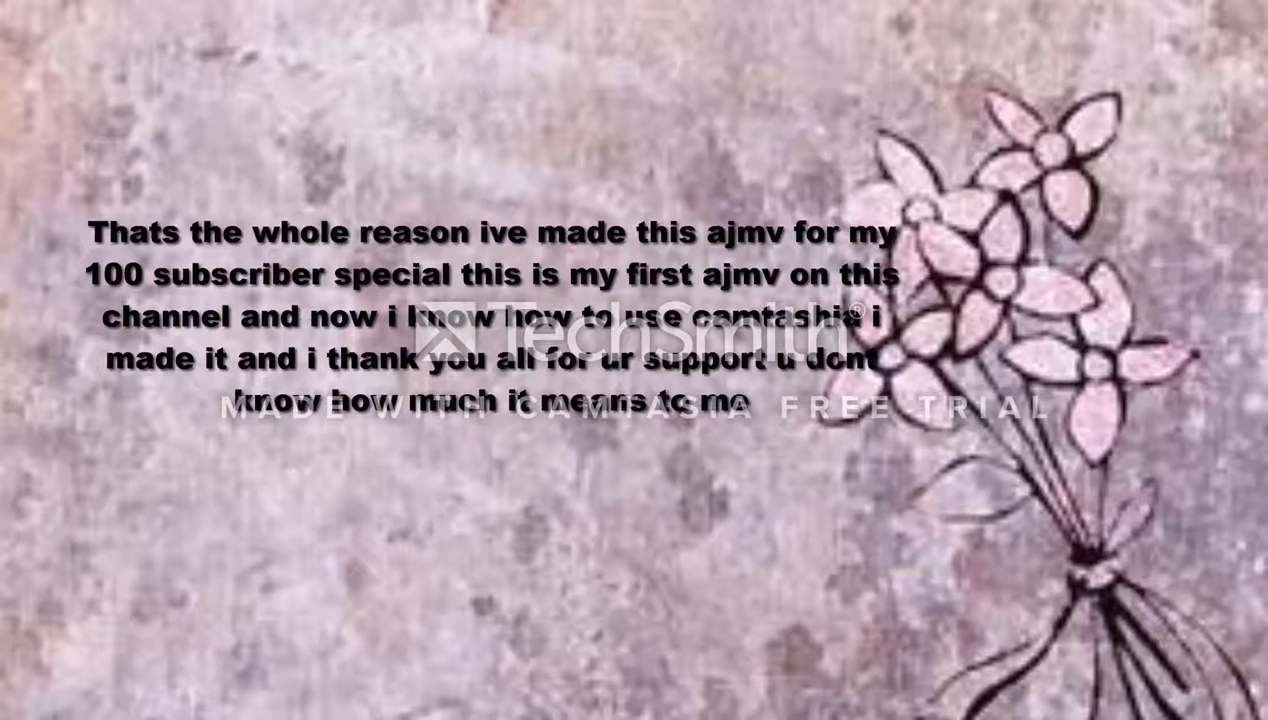 Thats the whole reason ive made this ajmv for my
100 subscriber special this is my first ajmv on this
channel and now i know how to use camtashia i
TechSmith®
made it and i thank you all for ur support u dont
know how much it means to me
MADE WITH CAMTASIA FREE TRIAL